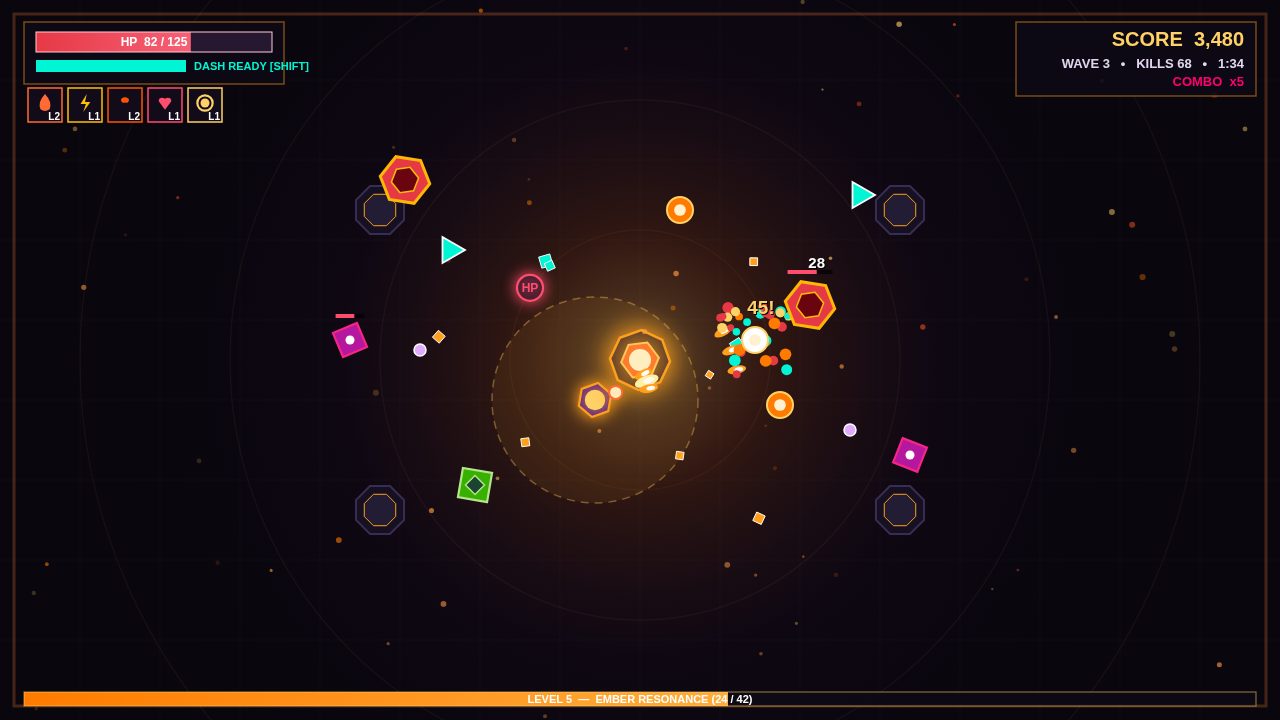 HP 82 / 125
DASH READY [SHIFT]
L2
L1
L2
L1
L1
SCORE 3,480
WAVE 3 • KILLS 68 • 1:34
COMBO x5
28
HP
45!
LEVEL 5 — EMBER RESONANCE (24 / 42)